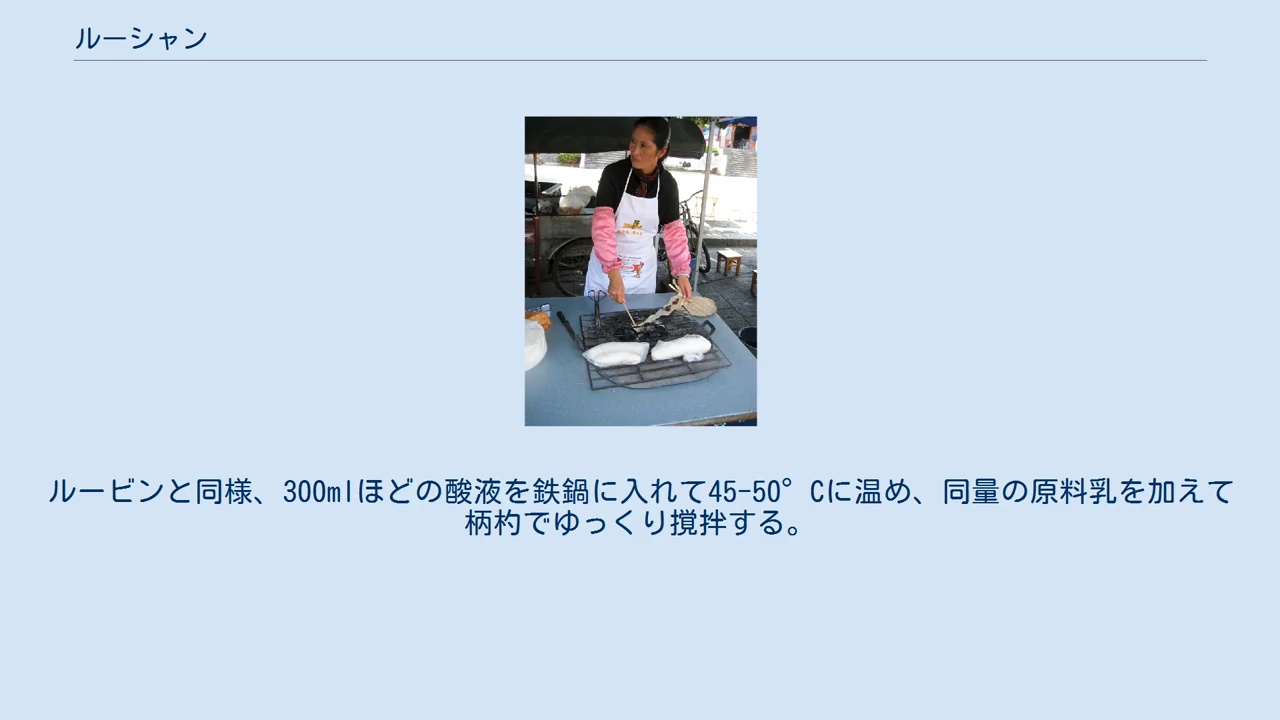 ルーシャン
ルービンと同様、300mlほどの酸液を鉄鍋に入れて45-50°Cに温め、同量の原料乳を加えて
柄杓でゆっくり撹拌する。